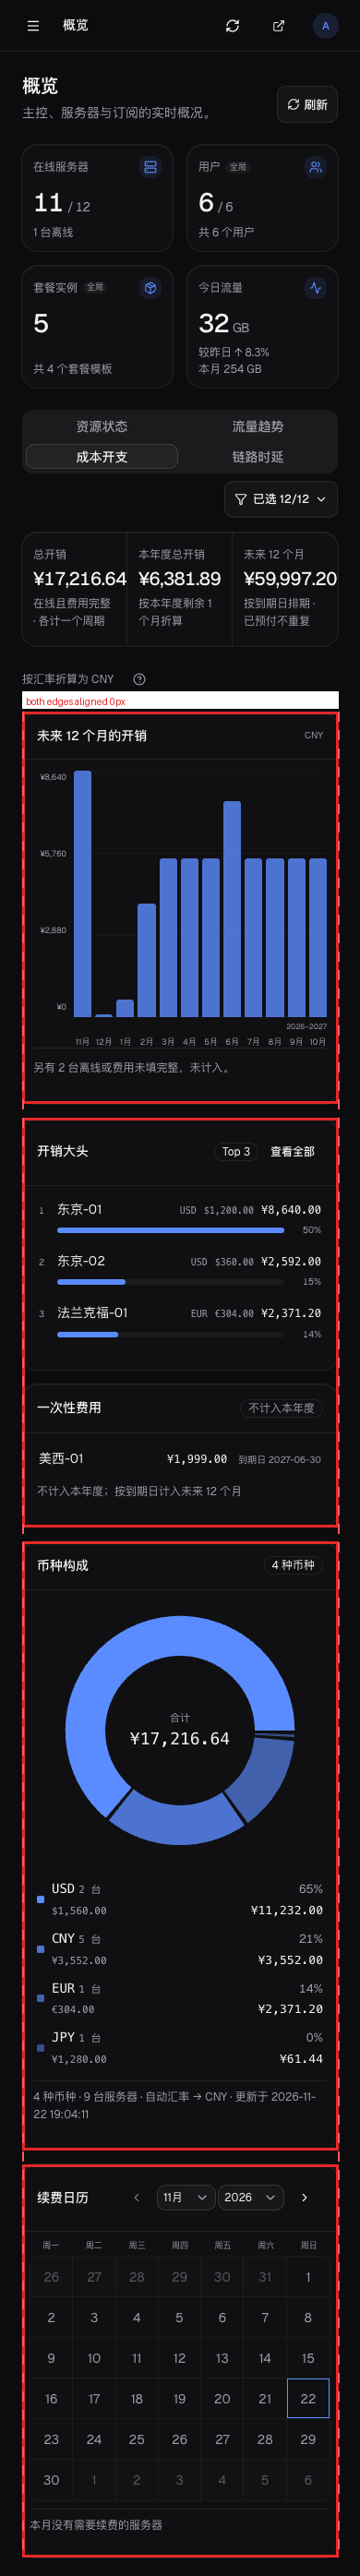 概览
A
概览
主控、服务器与订阅的实时概况。
刷新
在线服务器
11 / 12
1 台离线
用户 全局
6 / 6
共 6 个用户
套餐实例 全局
5
共 4 个套餐模板
今日流量
32 GB
较昨日 ↑ 8.3%
本月 254 GB
资源状态
流量趋势
成本开支
链路时延
已选 12/12
总开销
¥17,216.64
在线且费用完整
· 各计一个周期
本年度总开销
¥6,381.89
按本年度剩余 1
个月折算
未来 12 个月
¥59,997.20
按到期日排期 ·
已预付不重复
按汇率折算为 CNY
both edges aligned 0px
未来 12 个月的开销
CNY
¥8,640
¥5,760
¥2,880
¥0
2026-2027
11月 12月 1月 2月 3月 4月 5月 6月 7月 8月 9月 10月
另有 2 台离线或费用未填完整，未计入。
开销大头
Top 3
查看全部
1 东京-01 USD $1,200.00 ¥8,640.00
50%
2 东京-02 USD $360.00 ¥2,592.00
15%
3 法兰克福-01 EUR €304.00 ¥2,371.20
14%
一次性费用
不计入本年度
美西-01 ¥1,999.00 到期日 2027-06-30
不计入本年度；按到期日计入未来 12 个月
币种构成
4 种币种
合计
¥17,216.64
USD 2 台 65%
$1,560.00 ¥11,232.00
CNY 5 台 21%
¥3,552.00 ¥3,552.00
EUR 1 台 14%
€304.00 ¥2,371.20
JPY 1 台 0%
¥1,280.00 ¥61.44
4 种币种 · 9 台服务器 · 自动汇率 → CNY · 更新于 2026-11-
22 19:04:11
续费日历
11月
2026
周一 周二 周三 周四 周五 周六 周日
26 27 28 29 30 31 1
2 3 4 5 6 7 8
9 10 11 12 13 14 15
16 17 18 19 20 21 22
23 24 25 26 27 28 29
30 1 2 3 4 5 6
本月没有需要续费的服务器